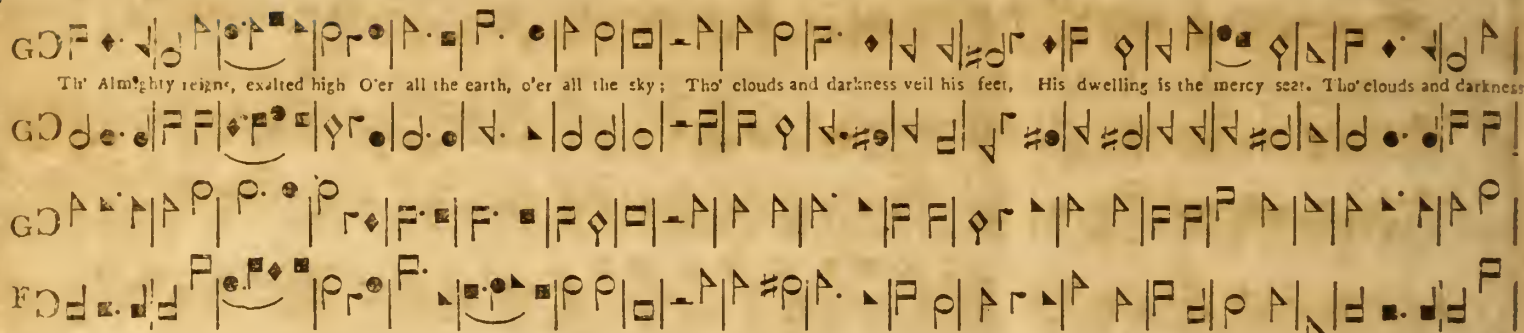 G
Th' Almighty reigns, exalted high O'er all the earth, o'er all the sky; Tho' clouds and darkness veil his feet, His dwelling is the mercy seat. Tho' clouds and darkness
G
G
F